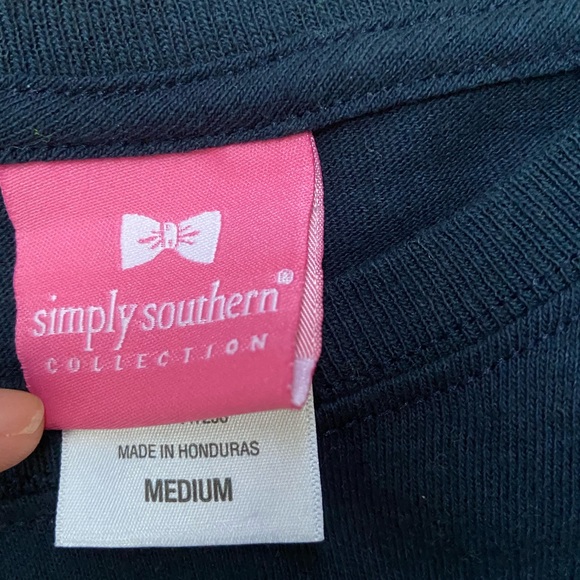 simply southern®
COLLECTION
MADE IN HONDURAS
MEDIUM